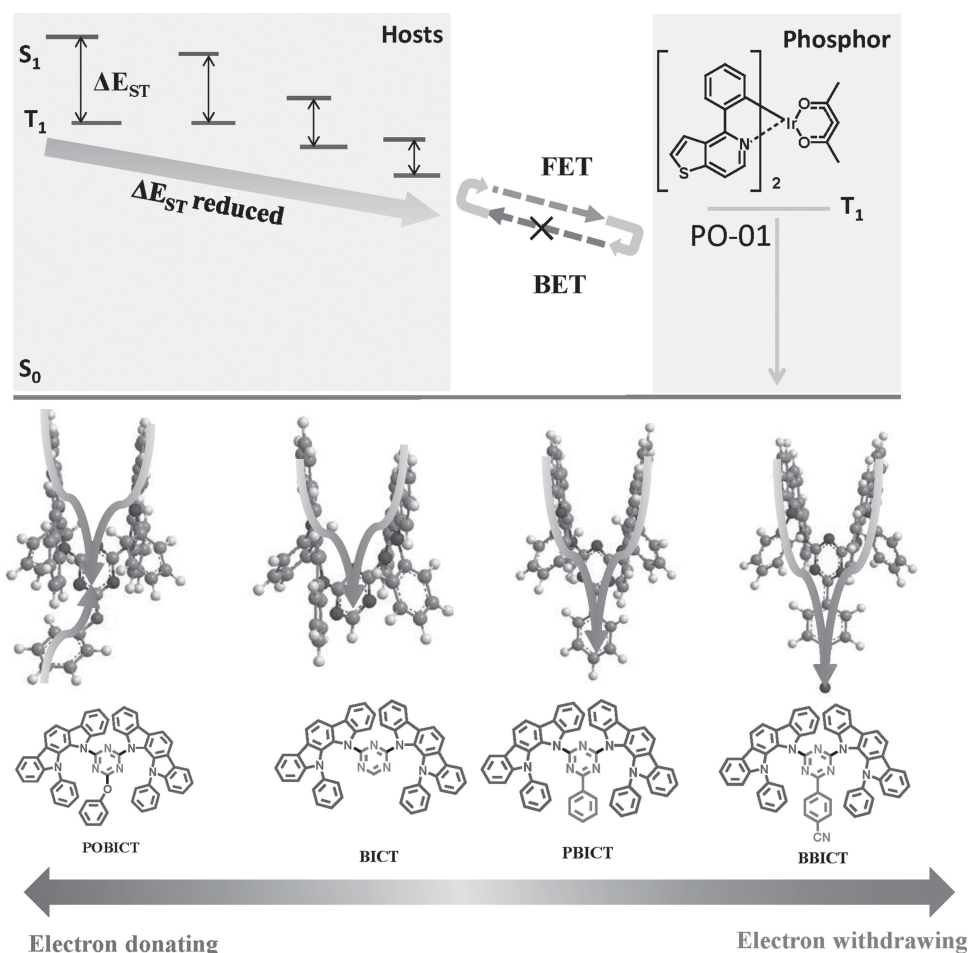 Hosts
Phosphor
S1
ΔEST
T1
ΔEST reduced
FET
BET
O
Ir
O
N
S
2
T1
PO-01
S0
N N N
N N
N N
O
N N N
N N
N N
N N N
N N
N N
N N N
N N
N N
CN
POBICT
BICT
PBICT
BBICT
Electron donating
Electron withdrawing